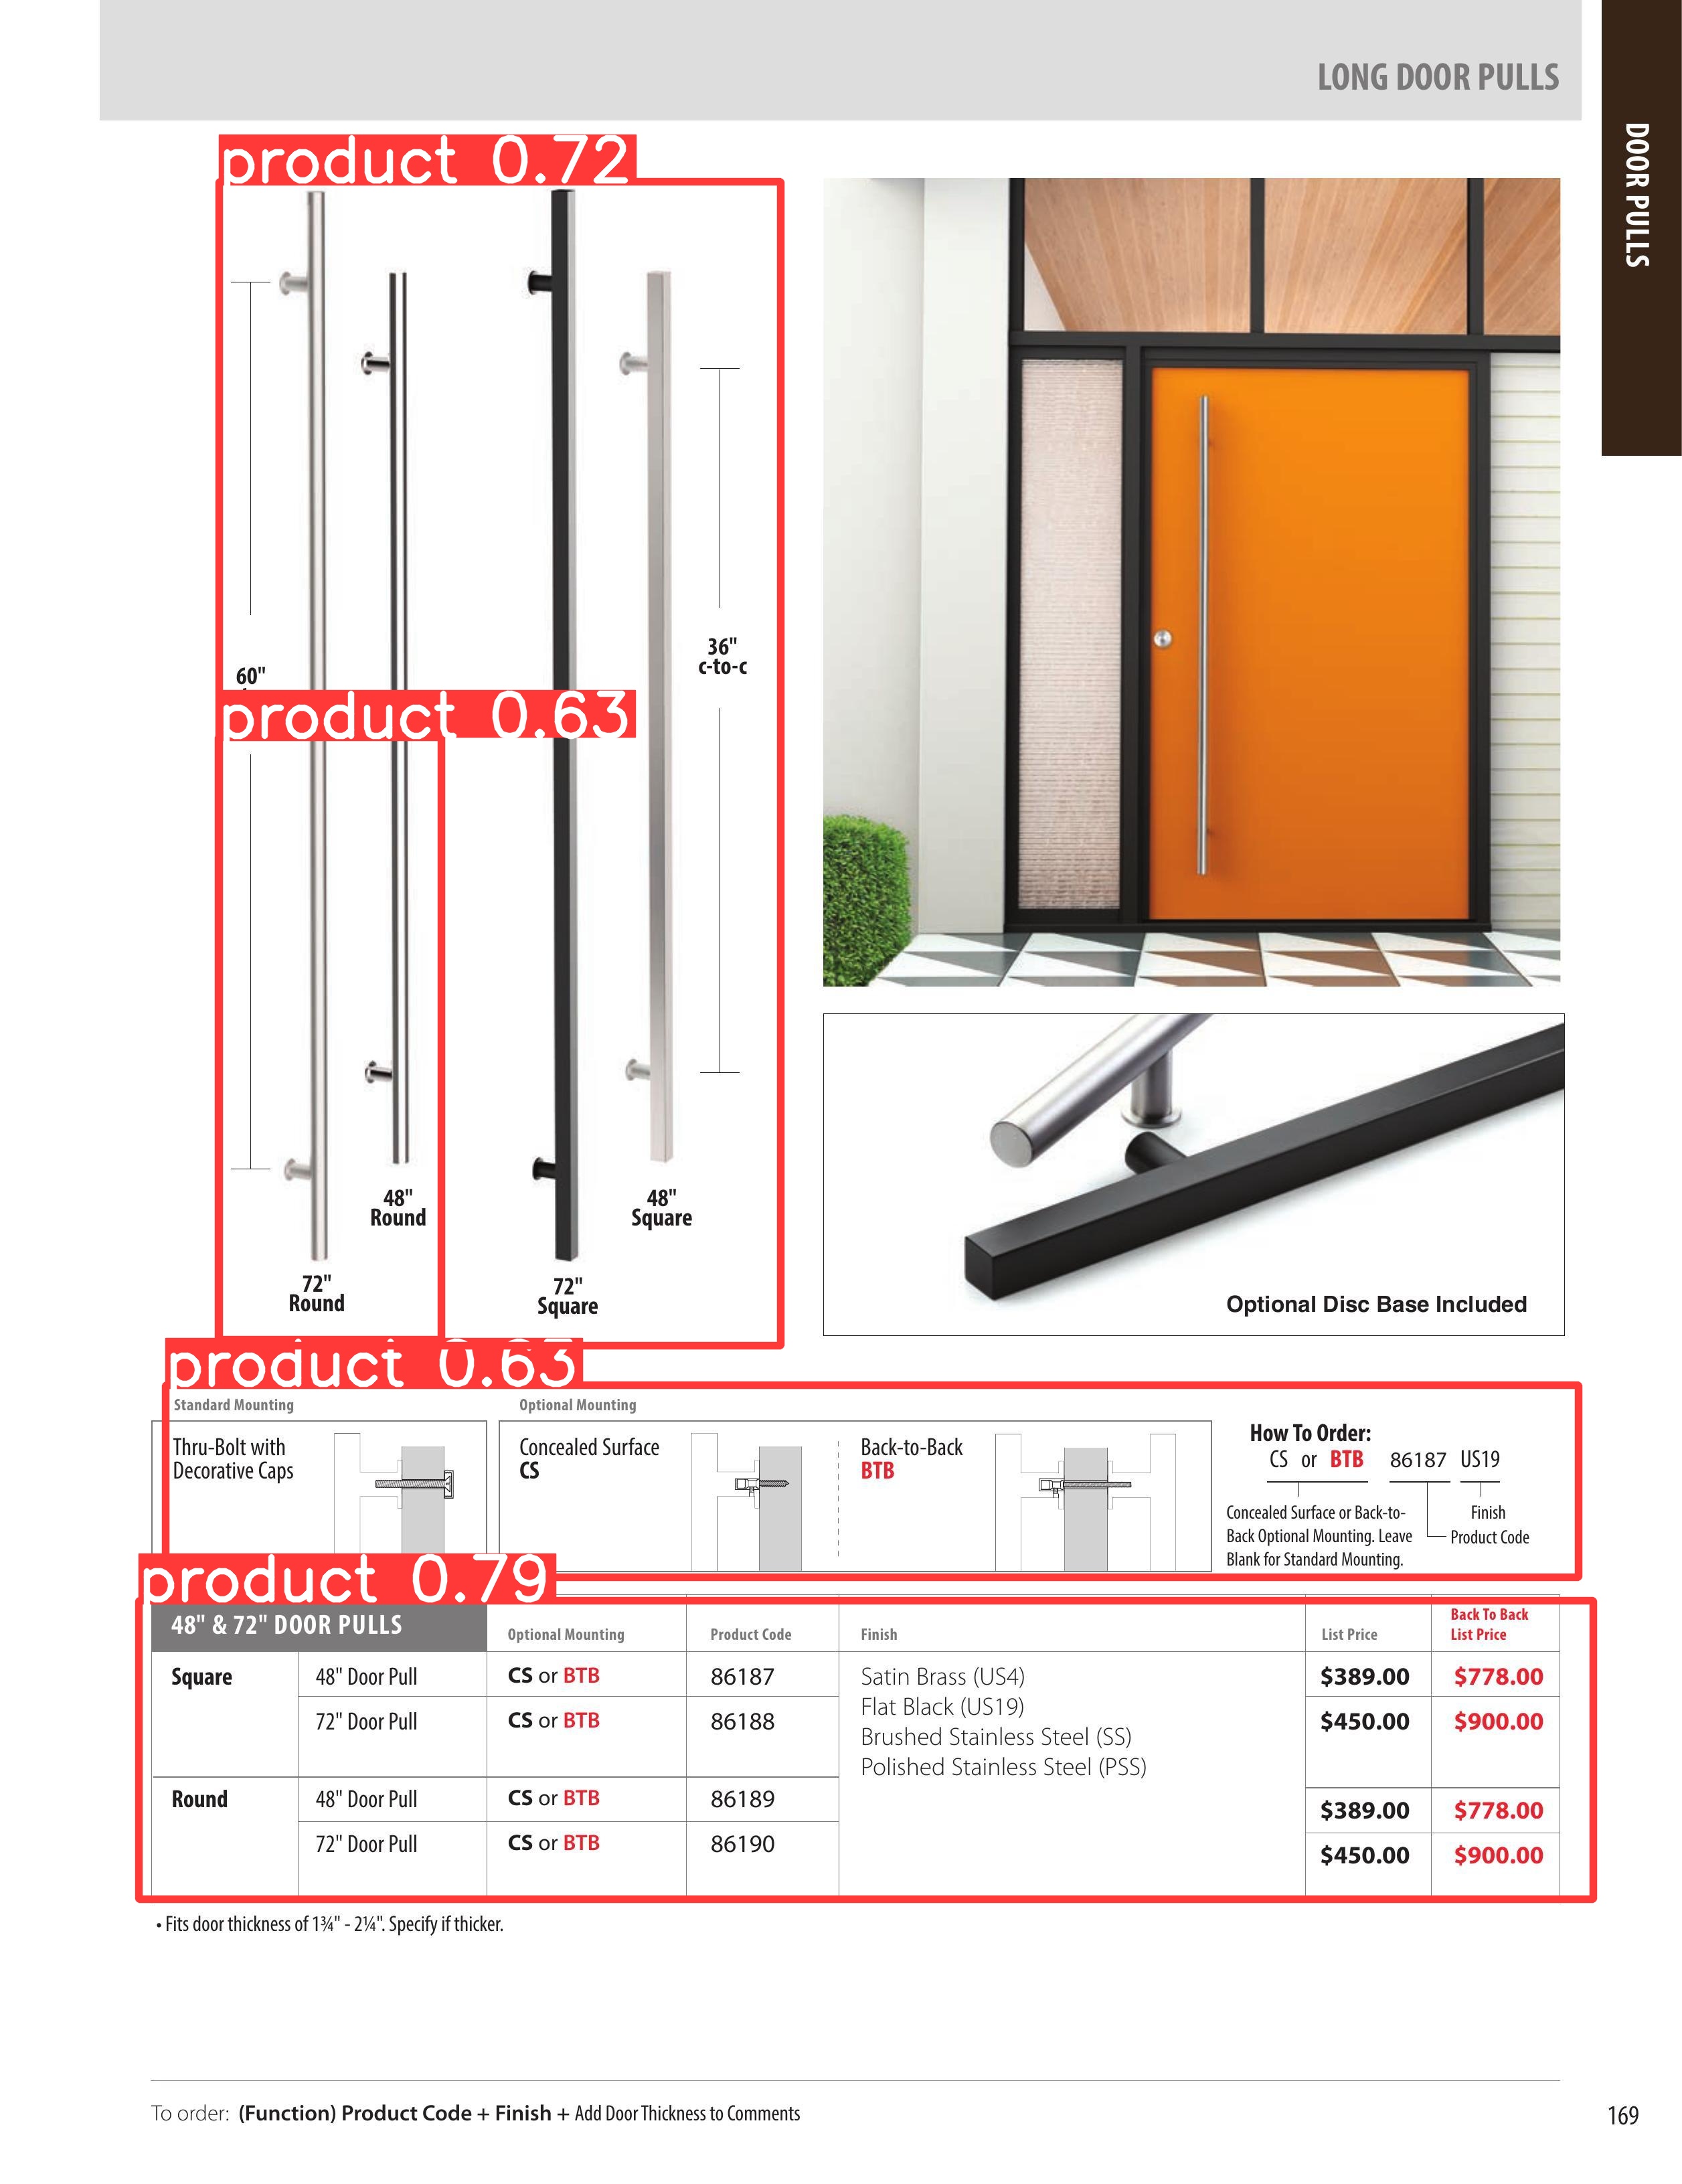 LONG DOOR PULLS
DOOR PULLS
product 0.72
60"
36"
c-to-c
product 0.63
48"
Round
48"
Square
72"
Round
72"
Square
Optional Disc Base Included
product 0.63
Standard Mounting
Optional Mounting
Thru-Bolt with
Decorative Caps
Concealed Surface
CS
Back-to-Back
BTB
How To Order:
CS or BTB 86187 US19
Concealed Surface or Back-to-
Back Optional Mounting. Leave
Blank for Standard Mounting.
Finish
Product Code
product 0.79
48" & 72" DOOR PULLS Optional Mounting Product Code Finish List Price Back To Back List Price
Square 48" Door Pull CS or BTB 86187 Satin Brass (US4) $389.00 $778.00
Flat Black (US19)
72" Door Pull CS or BTB 86188 $450.00 $900.00
Brushed Stainless Steel (SS)
Polished Stainless Steel (PSS)
Round 48" Door Pull CS or BTB 86189 $389.00 $778.00
72" Door Pull CS or BTB 86190 $450.00 $900.00
• Fits door thickness of 1¾" - 2¼". Specify if thicker.
To order: (Function) Product Code + Finish + Add Door Thickness to Comments
169